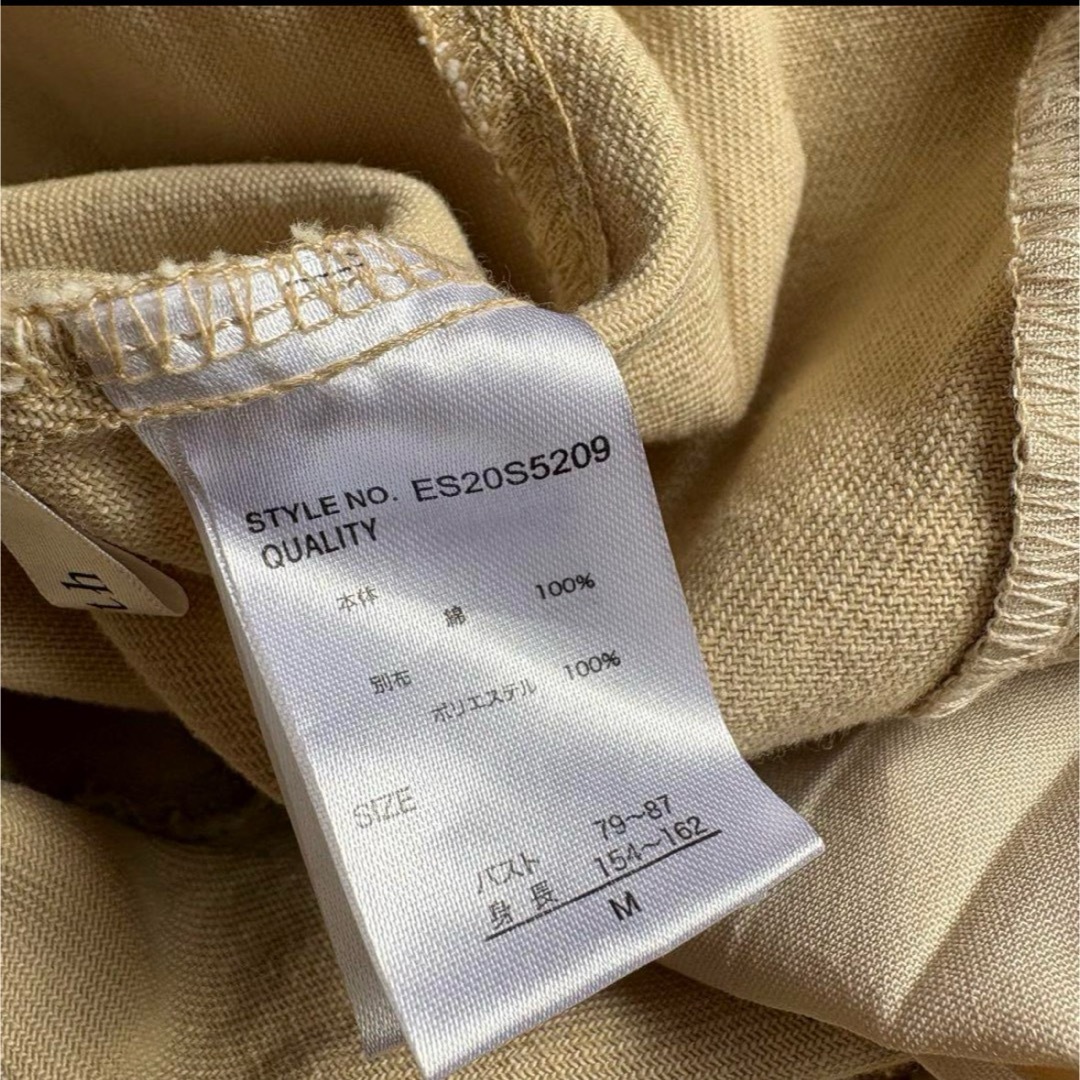 STYLE NO. ES20S5209
QUALITY
本体
綿 100%
別布
ポリエステル 100%
SIZE
バスト 79~87
身長 154~162
M
th